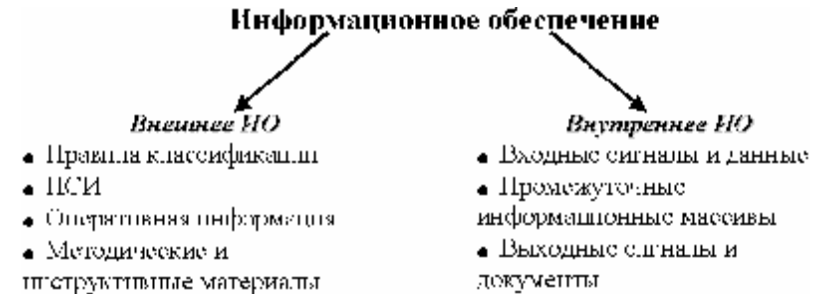 Информационное обеспечение
Внешнее ИО
• Правила классификации
• НСИ
• Оперативная информация
• Методические и
инструктивные материалы
Внутреннее ИО
• Входные сигналы и данные
• Промежуточные
информационные массивы
• Выходные сигналы и
документы